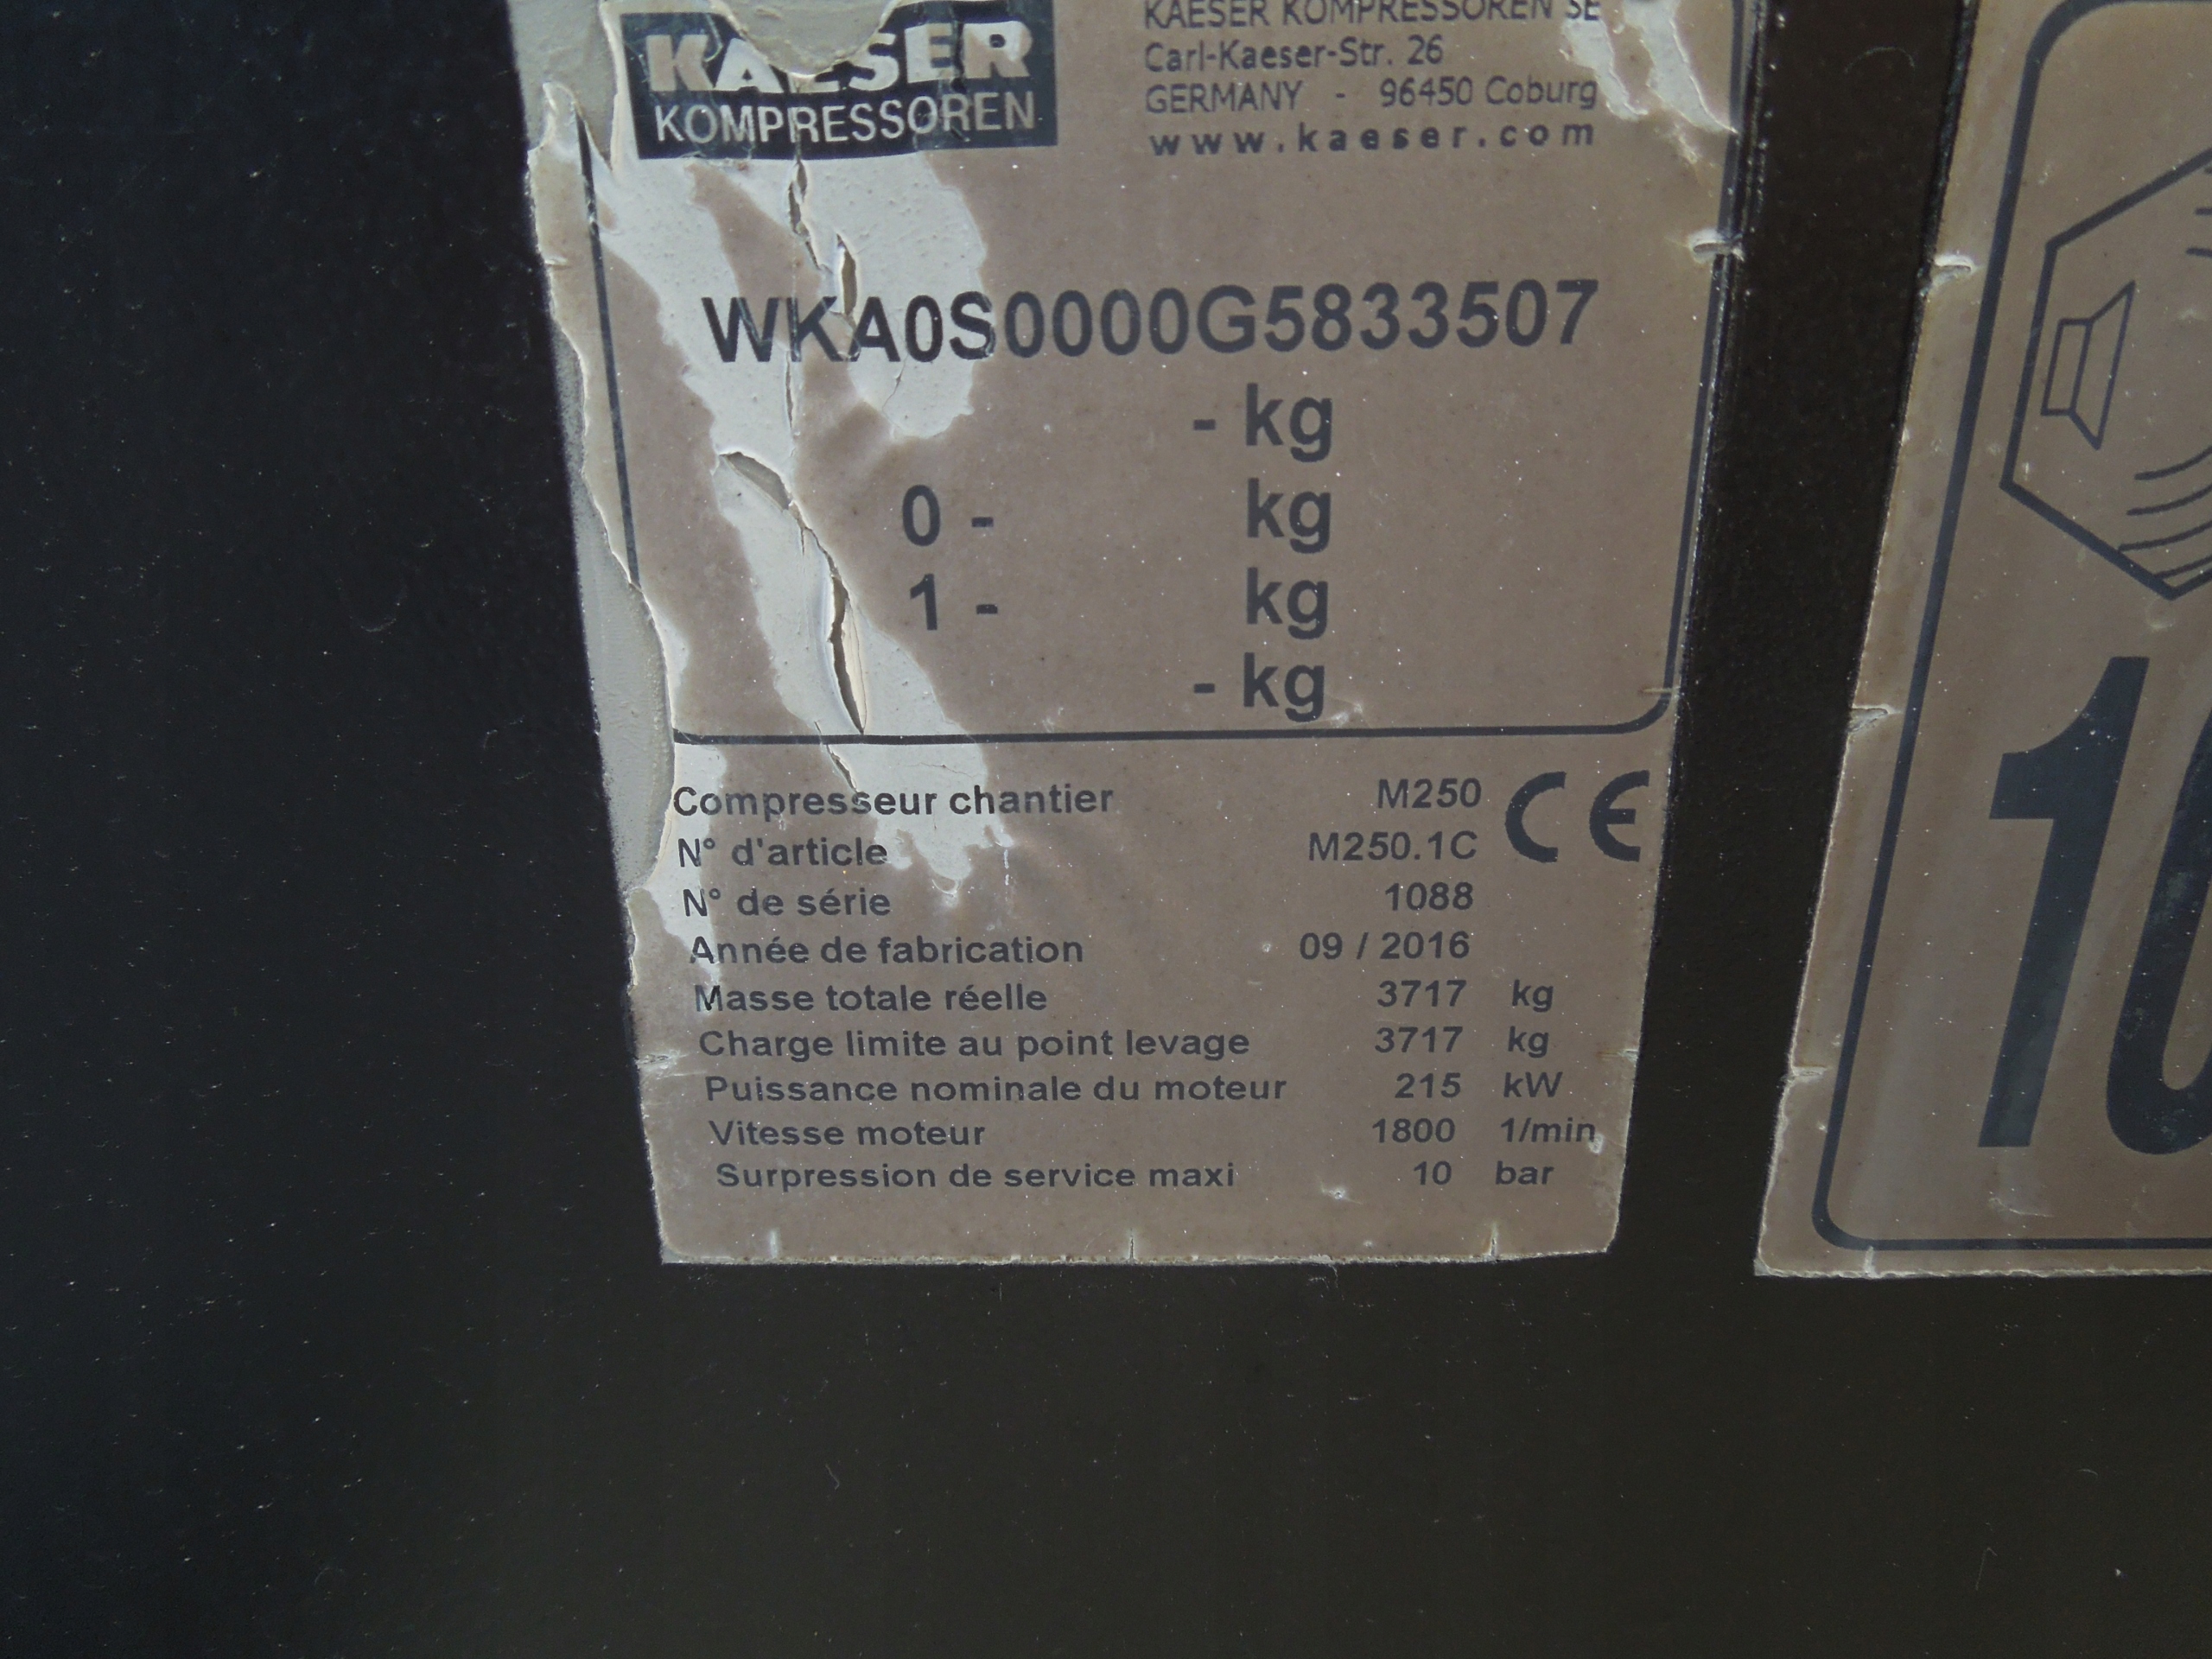 KAESER
KOMPRESSOREN
KAESER KOMPRESSOREN SE
Carl-Kaeser-Str. 26
GERMANY - 96450 Coburg
www.kaeser.com
WKA0S0000G5833507
- kg
0 - kg
1 - kg
- kg
Compresseur chantier M250 CE
N° d'article M250.1C
N° de série 1088
Année de fabrication 09 / 2016
Masse totale réelle 3717 kg
Charge limite au point levage 3717 kg
Puissance nominale du moteur 215 kW
Vitesse moteur 1800 1/min
Surpression de service maxi 10 bar